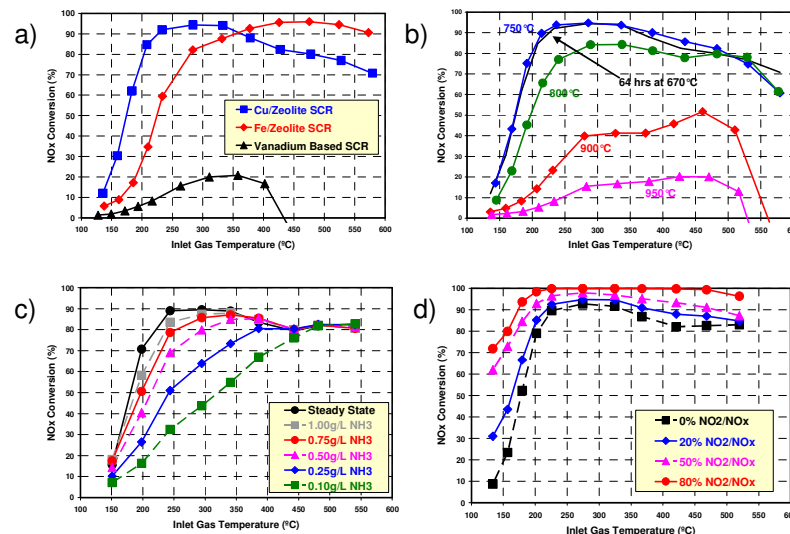 a)
NOx Conversion (%)
100
90
80
70
60
50
40
30
20
10
0
Cu/Zeolite SCR
Fe/Zeolite SCR
Vanadium Based SCR
100 150 200 250 300 350 400 450 500 550 600
Inlet Gas Temperature (ºC)
b)
NOx Conversion (%)
100
90
80
70
60
50
40
30
20
10
0
750°C
64 hrs at 670°C
800°C
900°C
950°C
100 150 200 250 300 350 400 450 500 550 600
Inlet Gas Temperature (ºC)
c)
NOx Conversion (%)
100
90
80
70
60
50
40
30
20
10
0
Steady State
1.00g/L NH3
0.75g/L NH3
0.50g/L NH3
0.25g/L NH3
0.10g/L NH3
100 150 200 250 300 350 400 450 500 550 600
Inlet Gas Temperature (ºC)
d)
NOx Conversion (%)
100
90
80
70
60
50
40
30
20
10
0
0% NO2/NOx
20% NO2/NOx
50% NO2/NOx
80% NO2/NOx
100 150 200 250 300 350 400 450 500 550 600
Inlet Gas Temperature (ºC)